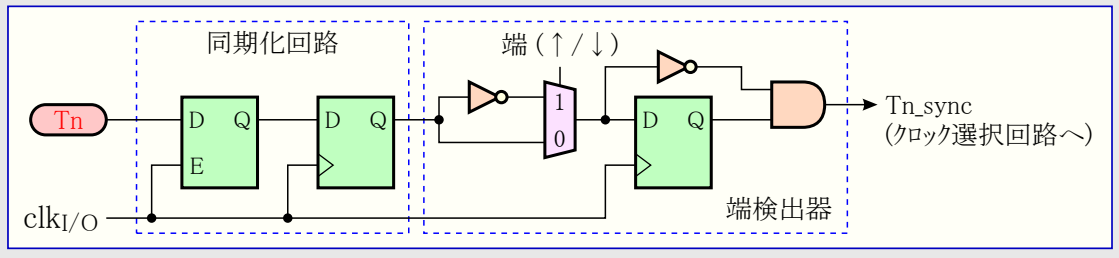 同期化回路
端 (↑/↓)
Tn
D Q
E
D Q
1
0
D Q
Tn_sync
(クロック選択回路へ)
端検出器
clkI/O